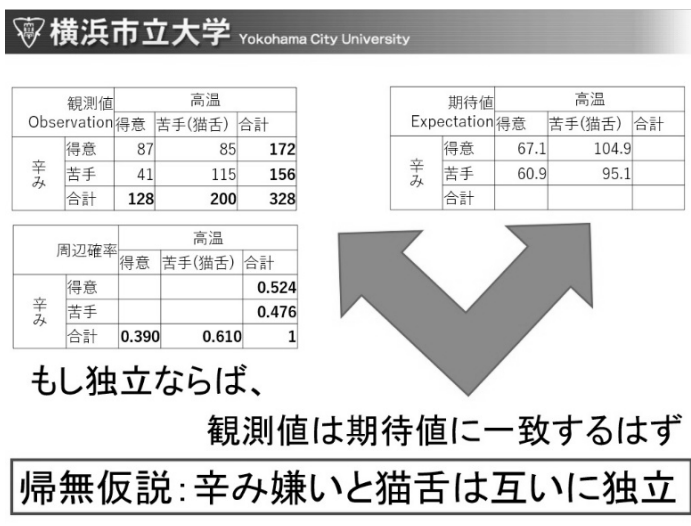 横浜市立大学 Yokohama City University
観測値 高温
Observation 得意 苦手(猫舌) 合計
辛み 得意 87 85 172
苦手 41 115 156
合計 128 200 328
期待値 高温
Expectation 得意 苦手(猫舌) 合計
辛み 得意 67.1 104.9
苦手 60.9 95.1
合計
周辺確率 高温
得意 苦手(猫舌) 合計
辛み 得意 0.524
苦手 0.476
合計 0.390 0.610 1
もし独立ならば、
観測値は期待値に一致するはず
帰無仮説:辛み嫌いと猫舌は互いに独立